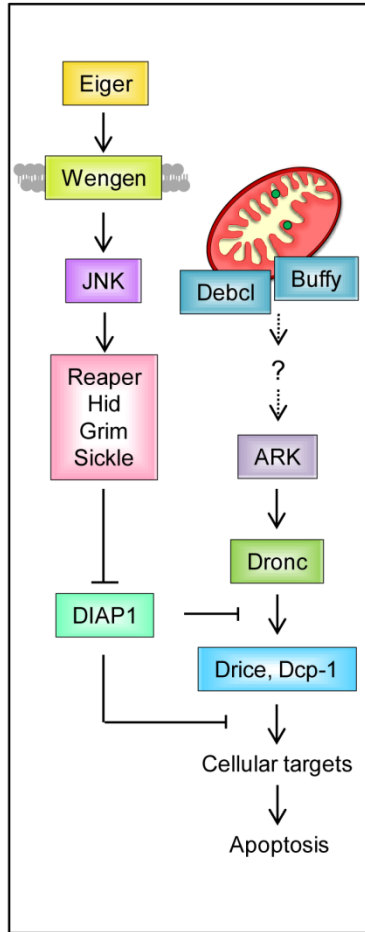 Eiger
Wengen
JNK
Reaper
Hid
Grim
Sickle
DIAP1
Debcl
Buffy
?
ARK
Dronc
Drice, Dcp-1
Cellular targets
Apoptosis